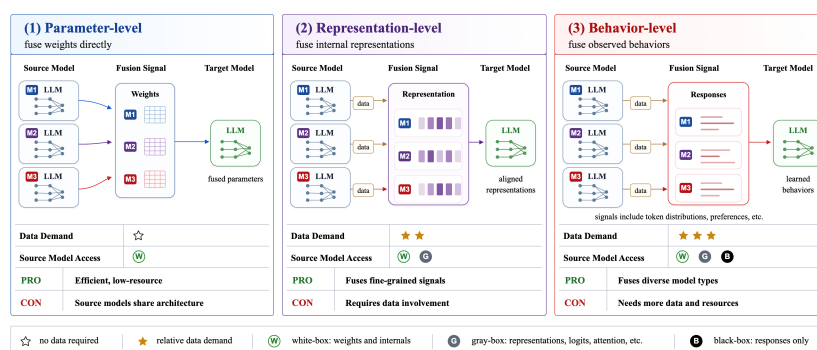 (1) Parameter-level
fuse weights directly
Source Model Fusion Signal Target Model
M1 LLM
M2 LLM
M3 LLM
Weights
M1
M2
M3
LLM
fused parameters
Data Demand
Source Model Access W
PRO Efficient, low-resource
CON Source models share architecture
(2) Representation-level
fuse internal representations
Source Model Fusion Signal Target Model
M1 LLM
M2 LLM
M3 LLM
data
data
data
Representation
M1
M2
M3
LLM
aligned
representations
Data Demand
Source Model Access W G
PRO Fuses fine-grained signals
CON Requires data involvement
(3) Behavior-level
fuse observed behaviors
Source Model Fusion Signal Target Model
M1 LLM
M2 LLM
M3 LLM
data
data
data
Responses
M1
M2
M3
LLM
learned
behaviors
signals include token distributions, preferences, etc.
Data Demand
Source Model Access W G B
PRO Fuses diverse model types
CON Needs more data and resources
no data required
relative data demand
W white-box: weights and internals
G gray-box: representations, logits, attention, etc.
B black-box: responses only